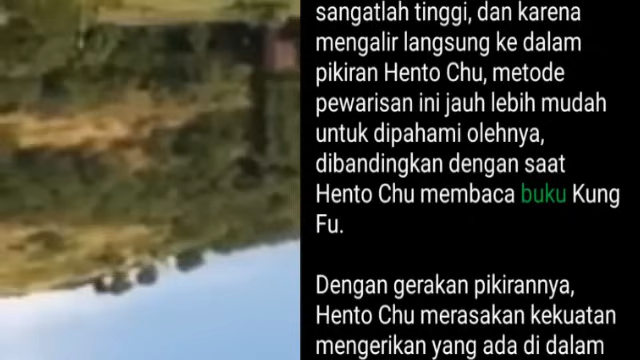 sangatlah tinggi, dan karena
mengalir langsung ke dalam
pikiran Hento Chu, metode
pewarisan ini jauh lebih mudah
untuk dipahami olehnya,
dibandingkan dengan saat
Hento Chu membaca buku Kung
Fu.
Dengan gerakan pikirannya,
Hento Chu merasakan kekuatan
mengerikan yang ada di dalam